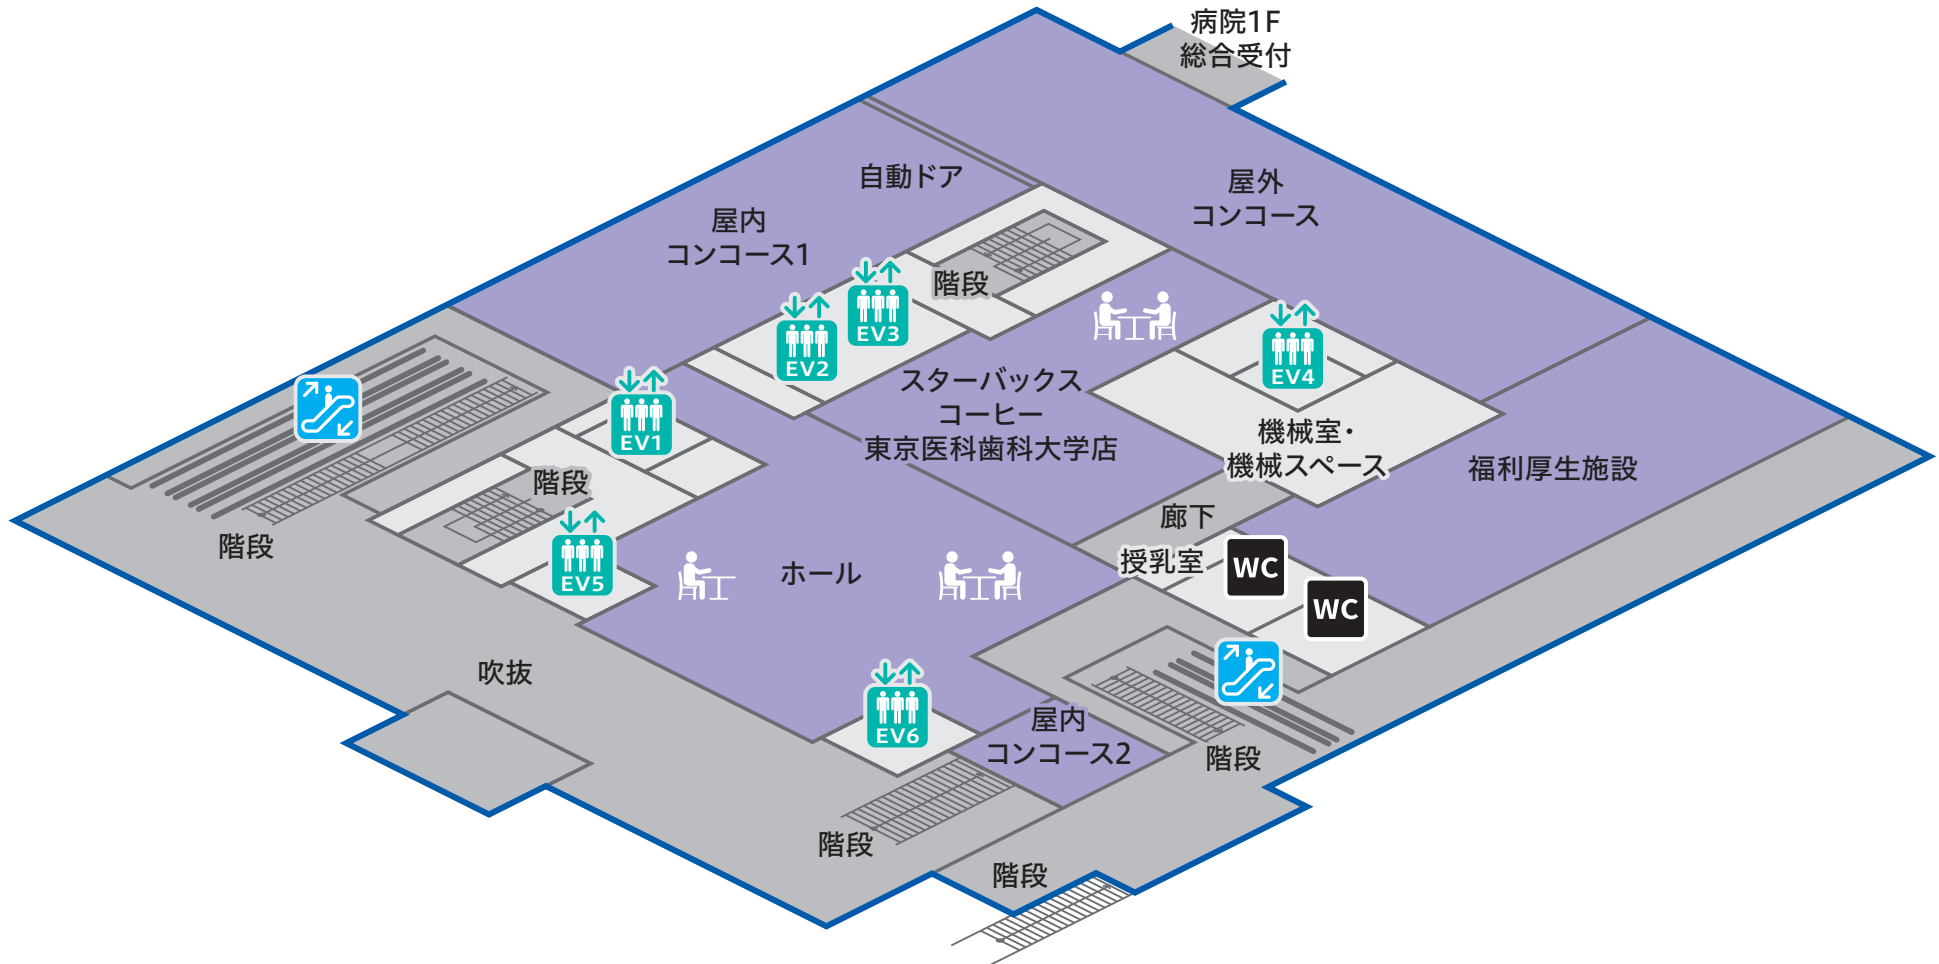 病院1F
総合受付
自動ドア
屋外
コンコース
屋内
コンコース1
階段
EV3
EV2
EV4
スターバックス
コーヒー
東京医科歯科大学店
EV1
機械室・
機械スペース
福利厚生施設
階段
廊下
階段
授乳室
WC
EV5
ホール
WC
吹抜
EV6
屋内
コンコース2
階段
階段
階段